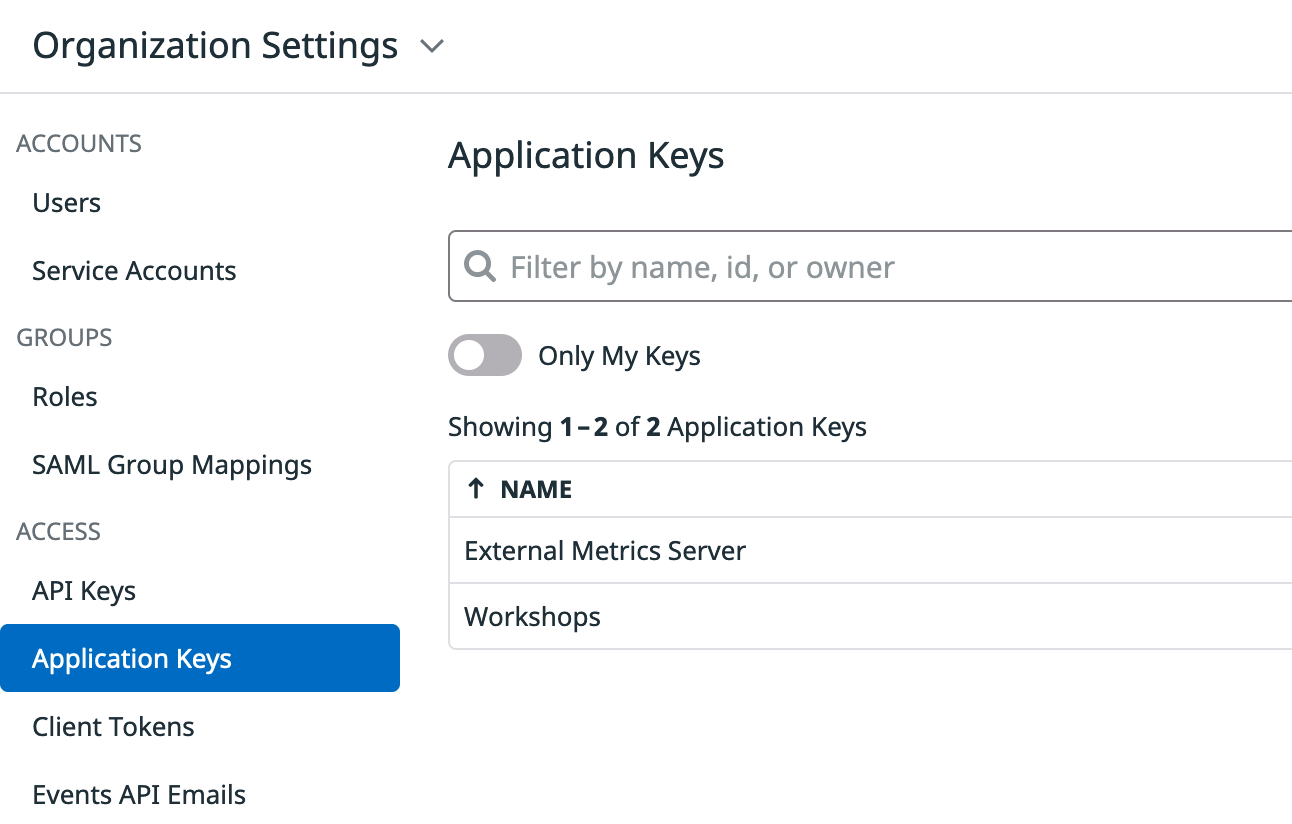 Organization Settings
ACCOUNTS
Users
Service Accounts
GROUPS
Roles
SAML Group Mappings
ACCESS
API Keys
Application Keys
Client Tokens
Events API Emails
Application Keys
Filter by name, id, or owner
Only My Keys
Showing 1–2 of 2 Application Keys
↑ NAME
External Metrics Server
Workshops